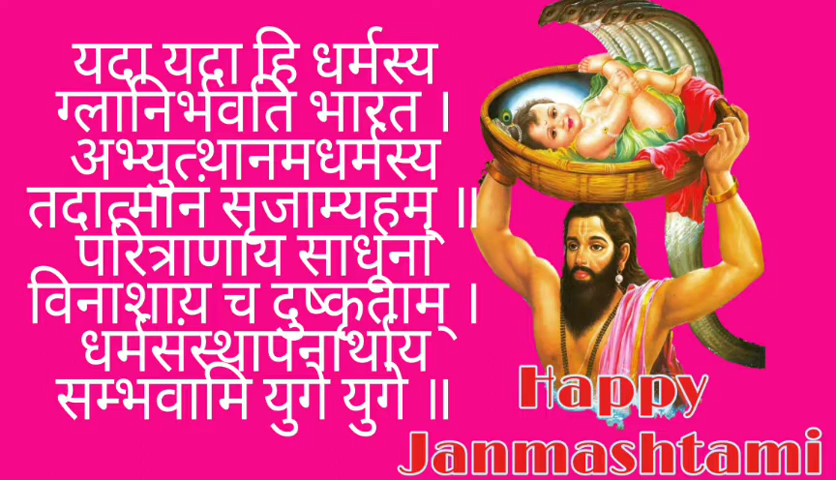 यदा यदा हि धर्मस्य
ग्लानिर्भवति भारत ।
अभ्युत्थानमधर्मस्य
तदात्मानं सृजाम्यहम् ॥
परित्राणाय साधूनां
विनाशाय च दुष्कृताम् ।
धर्मसंस्थापनार्थाय
सम्भवामि युगे युगे ॥
Happy
Janmashtami